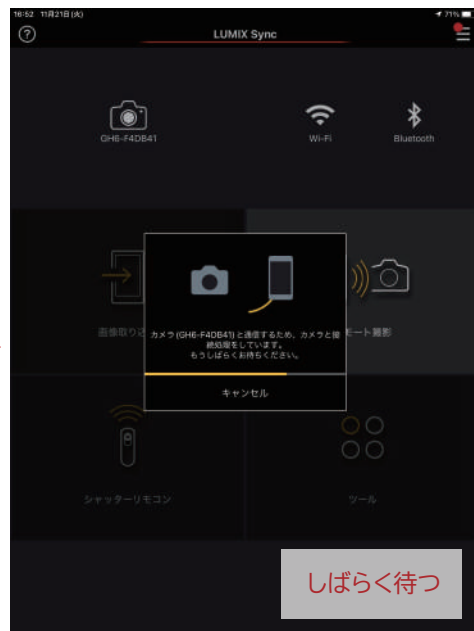 16:52 11月21日(火)
71%
LUMIX Sync
GH6-F4DB41
Wi-Fi
Bluetooth
画像取り込
モート撮影
カメラ(GH6-F4DB41)と通信するため、カメラと接
続処理をしています。
もうしばらくお待ちください。
キャンセル
シャッターリモコン
ツール
しばらく待つ